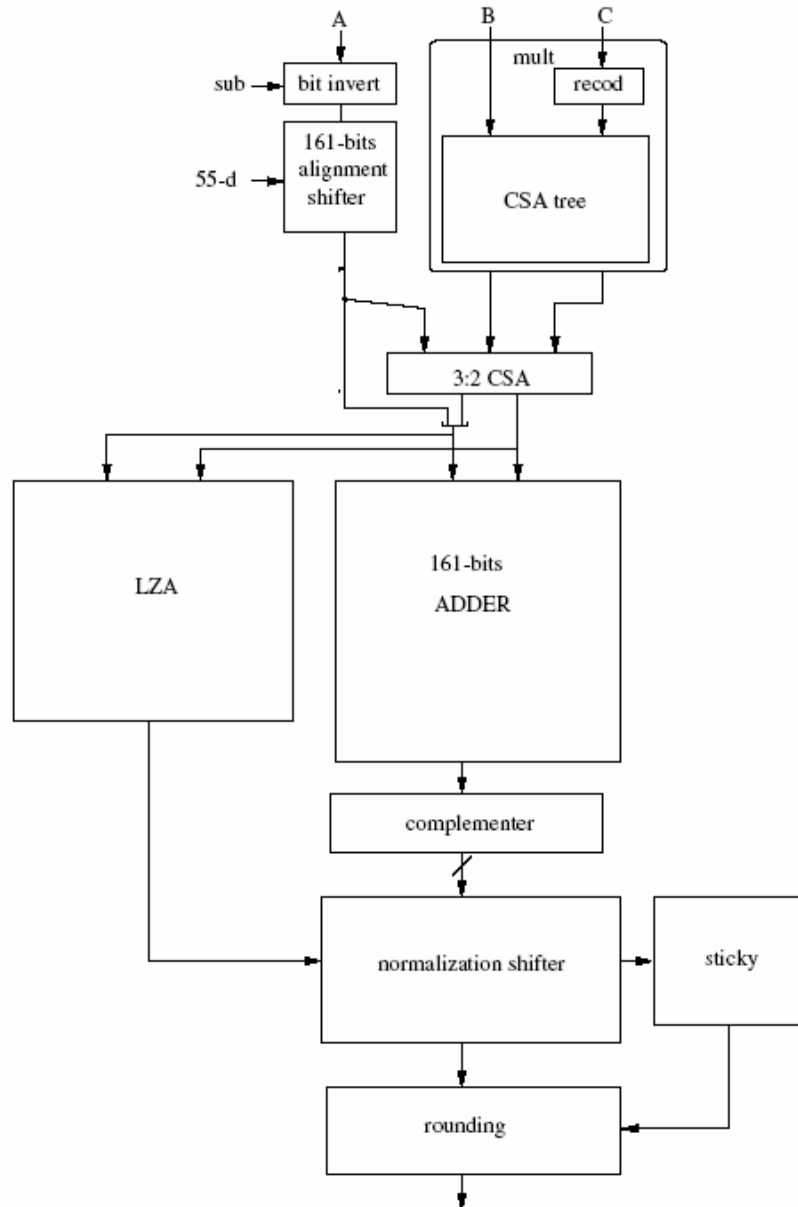 A
B
C
mult
sub
bit invert
recod
161-bits
alignment
shifter
55-d
CSA tree
3:2 CSA
LZA
161-bits
ADDER
complementer
normalization shifter
sticky
rounding